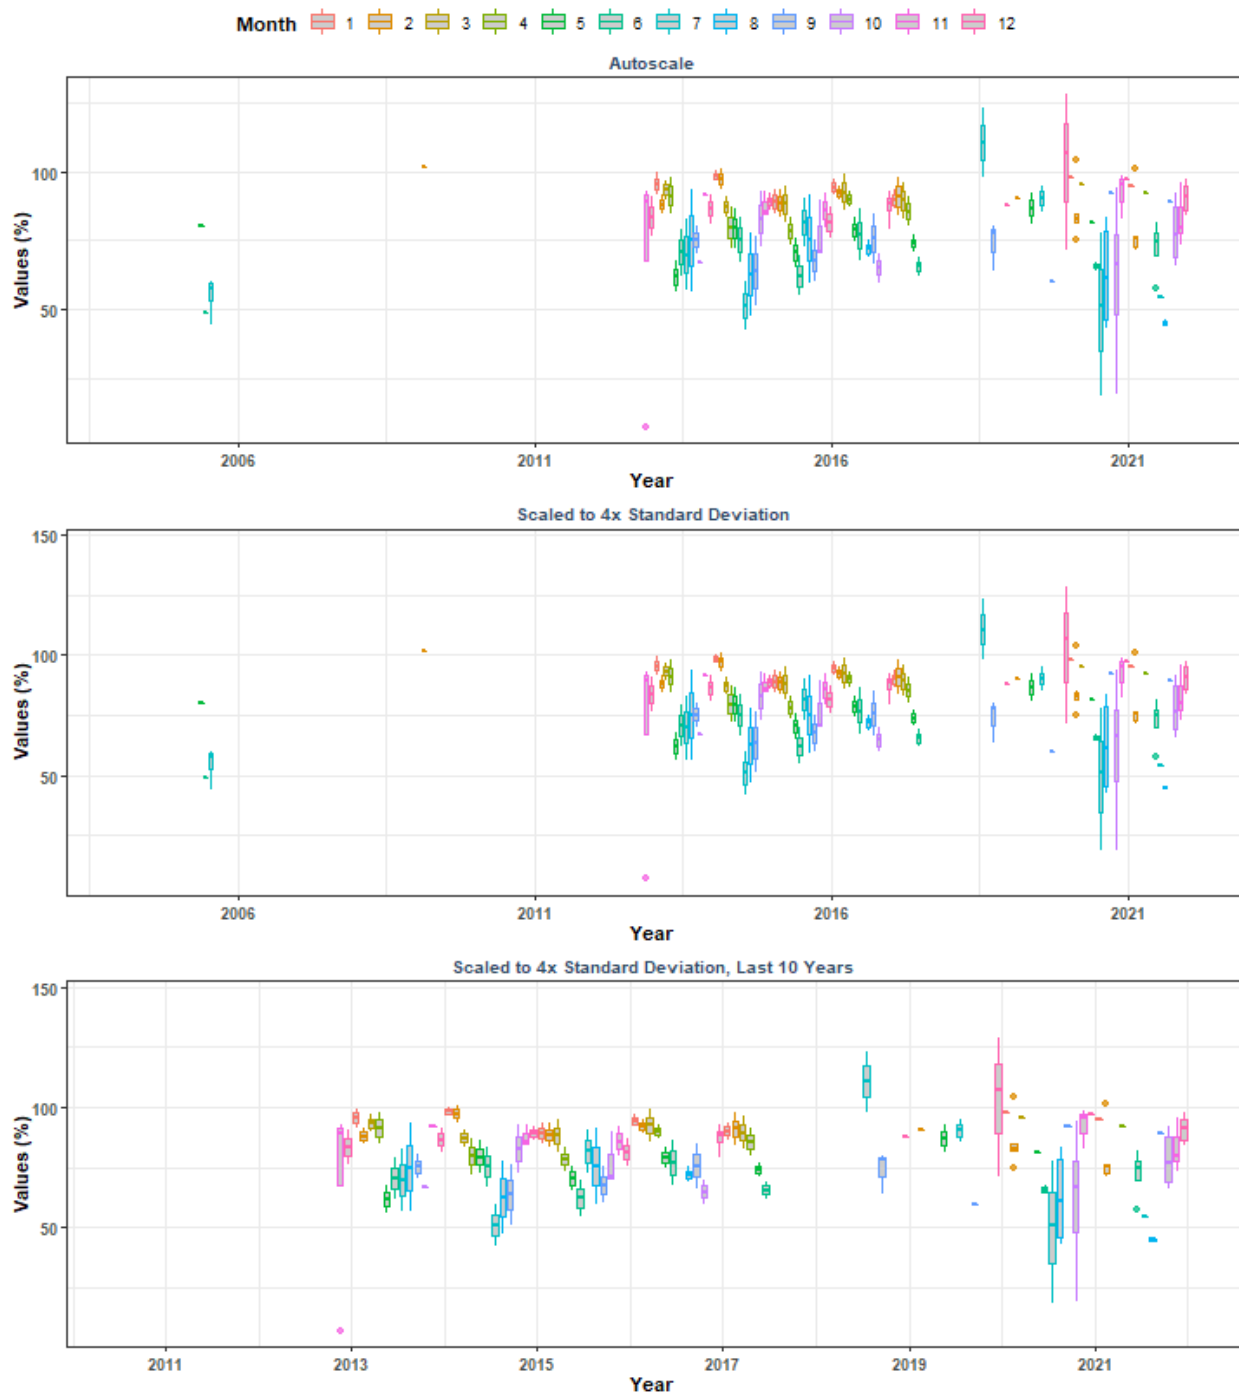 Month 1 2 3 4 5 6 7 8 9 10 11 12
Autoscale
Values (%)
100
50
2006 2011 2016 2021
Year
Scaled to 4x Standard Deviation
Values (%)
150
100
50
2006 2011 2016 2021
Year
Scaled to 4x Standard Deviation, Last 10 Years
Values (%)
150
100
50
2011 2013 2015 2017 2019 2021
Year